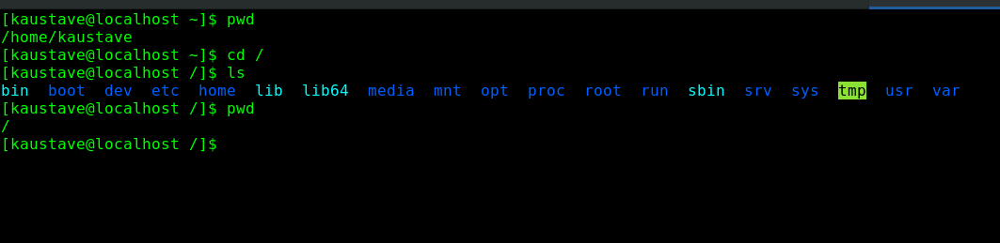 [kaustave@localhost ~]$ pwd
/home/kaustave
[kaustave@localhost ~]$ cd /
[kaustave@localhost /]$ ls
bin  boot  dev  etc  home  lib  lib64  media  mnt  opt  proc  root  run  sbin  srv  sys  tmp  usr  var
[kaustave@localhost /]$ pwd
/
[kaustave@localhost /]$